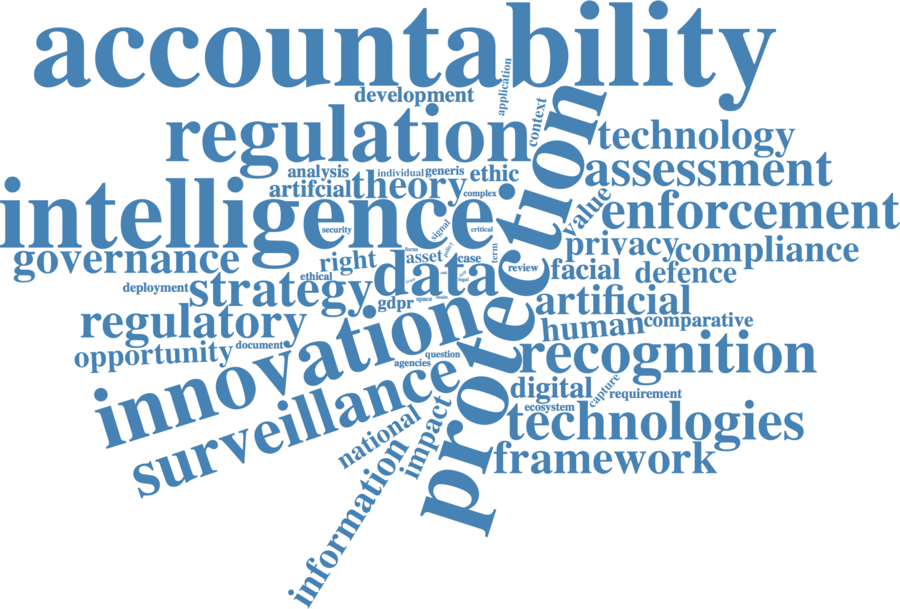 accountability
development
application
regulation
context
technology
analysis
individual
generis
ethic
assessment
artifcial
theory
complex
intelligence
security
signal
critical
value
enforcement
protection
privacy
compliance
governance
right
asset
case
term
focus
policy
review
facial
defence
ethical
data
deployment
strategy
gdpr
space
artificial
regulatory
human
comparative
opportunity
document
innovation
question
agencies
recognition
surveillance
digital
capture
requirement
ecosystem
technologies
national
impact
framework
information